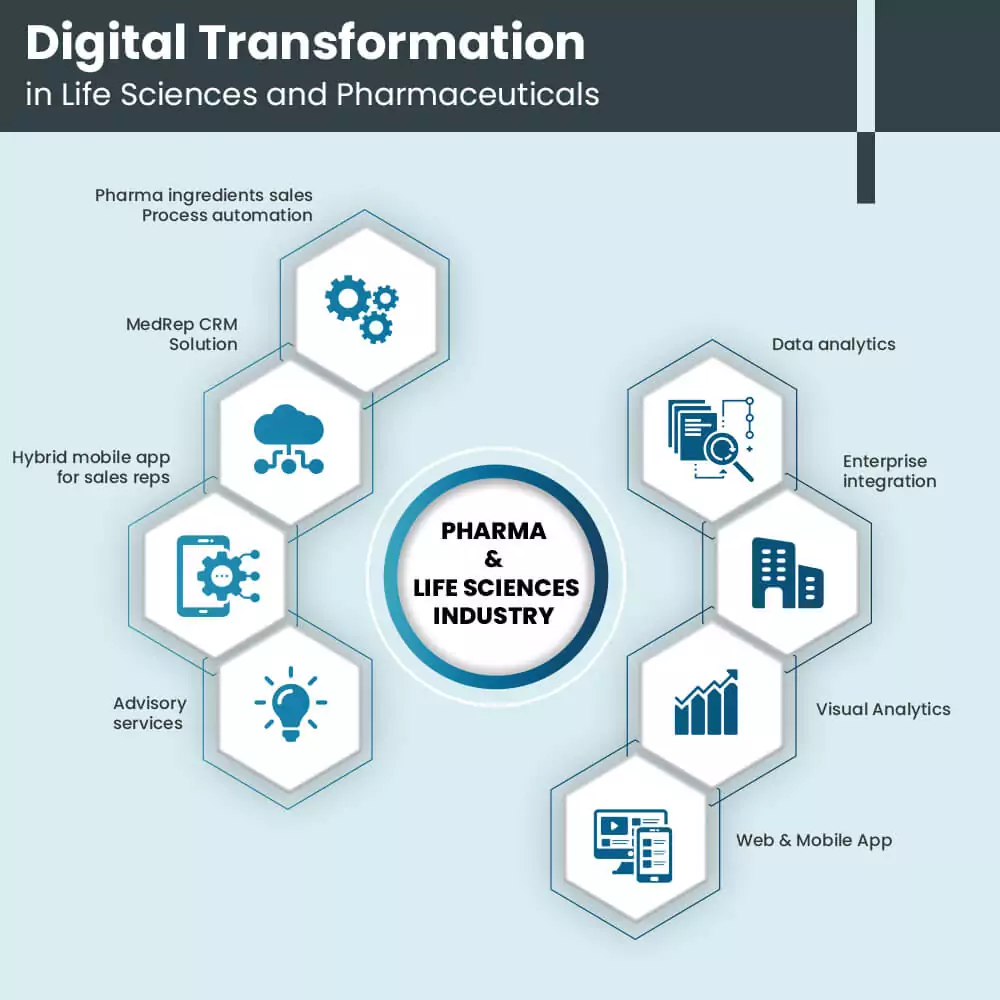 Digital Transformation
in Life Sciences and Pharmaceuticals
Pharma ingredients sales
Process automation
MedRep CRM
Solution
Hybrid mobile app
for sales reps
Advisory
services
PHARMA
&
LIFE SCIENCES
INDUSTRY
Data analytics
Enterprise
integration
Visual Analytics
Web & Mobile App